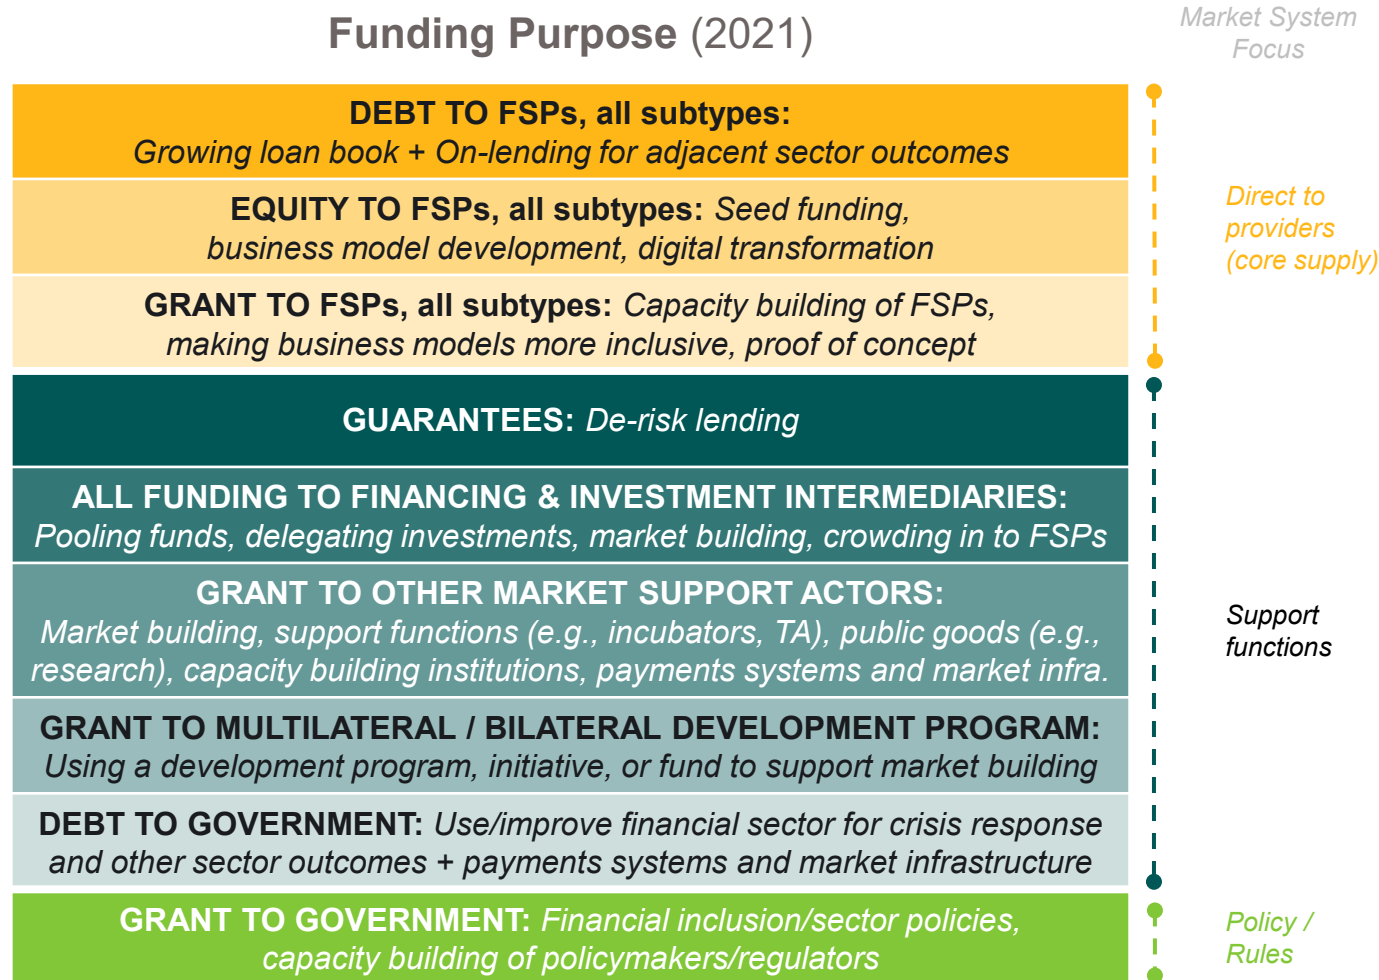 Funding Purpose (2021)
Market System
Focus
DEBT TO FSPs, all subtypes:
Growing loan book + On-lending for adjacent sector outcomes
EQUITY TO FSPs, all subtypes: Seed funding,
business model development, digital transformation
GRANT TO FSPs, all subtypes: Capacity building of FSPs,
making business models more inclusive, proof of concept
Direct to
providers
(core supply)
GUARANTEES: De-risk lending
ALL FUNDING TO FINANCING & INVESTMENT INTERMEDIARIES:
Pooling funds, delegating investments, market building, crowding in to FSPs
GRANT TO OTHER MARKET SUPPORT ACTORS:
Market building, support functions (e.g., incubators, TA), public goods (e.g.,
research), capacity building institutions, payments systems and market infra.
GRANT TO MULTILATERAL / BILATERAL DEVELOPMENT PROGRAM:
Using a development program, initiative, or fund to support market building
DEBT TO GOVERNMENT: Use/improve financial sector for crisis response
and other sector outcomes + payments systems and market infrastructure
Support
functions
GRANT TO GOVERNMENT: Financial inclusion/sector policies,
capacity building of policymakers/regulators
Policy /
Rules